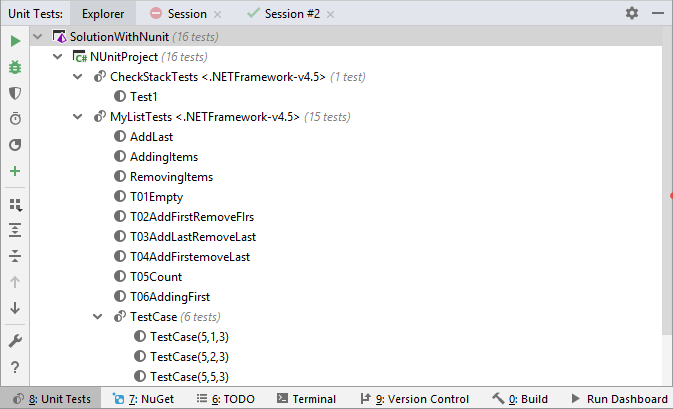 Unit Tests: Explorer Session Session #2
SolutionWithNunit (16 tests)
C# NUnitProject (16 tests)
CheckStackTests <.NETFramework-v4.5> (1 test)
Test1
MyListTests <.NETFramework-v4.5> (15 tests)
AddLast
AddingItems
RemovingItems
T01Empty
T02AddFirstRemoveFIrs
T03AddLastRemoveLast
T04AddFirstemoveLast
T05Count
T06AddingFirst
TestCase (6 tests)
TestCase(5,1,3)
TestCase(5,2,3)
TestCase(5,5,3)
8: Unit Tests 7: NuGet 6: TODO Terminal 9: Version Control 0: Build Run Dashboard